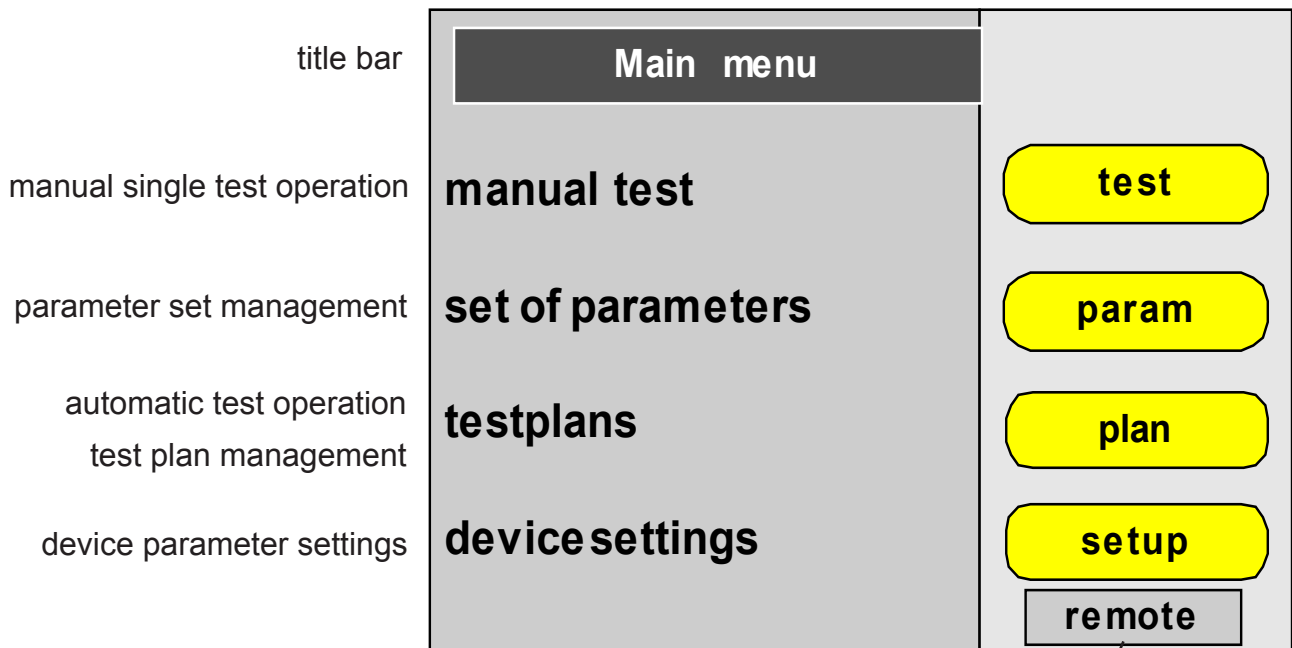 title bar
Main menu
manual single test operation
manual test
test
parameter set management
set of parameters
param
automatic test operation
test plan management
testplans
plan
device parameter settings
device settings
setup
remote